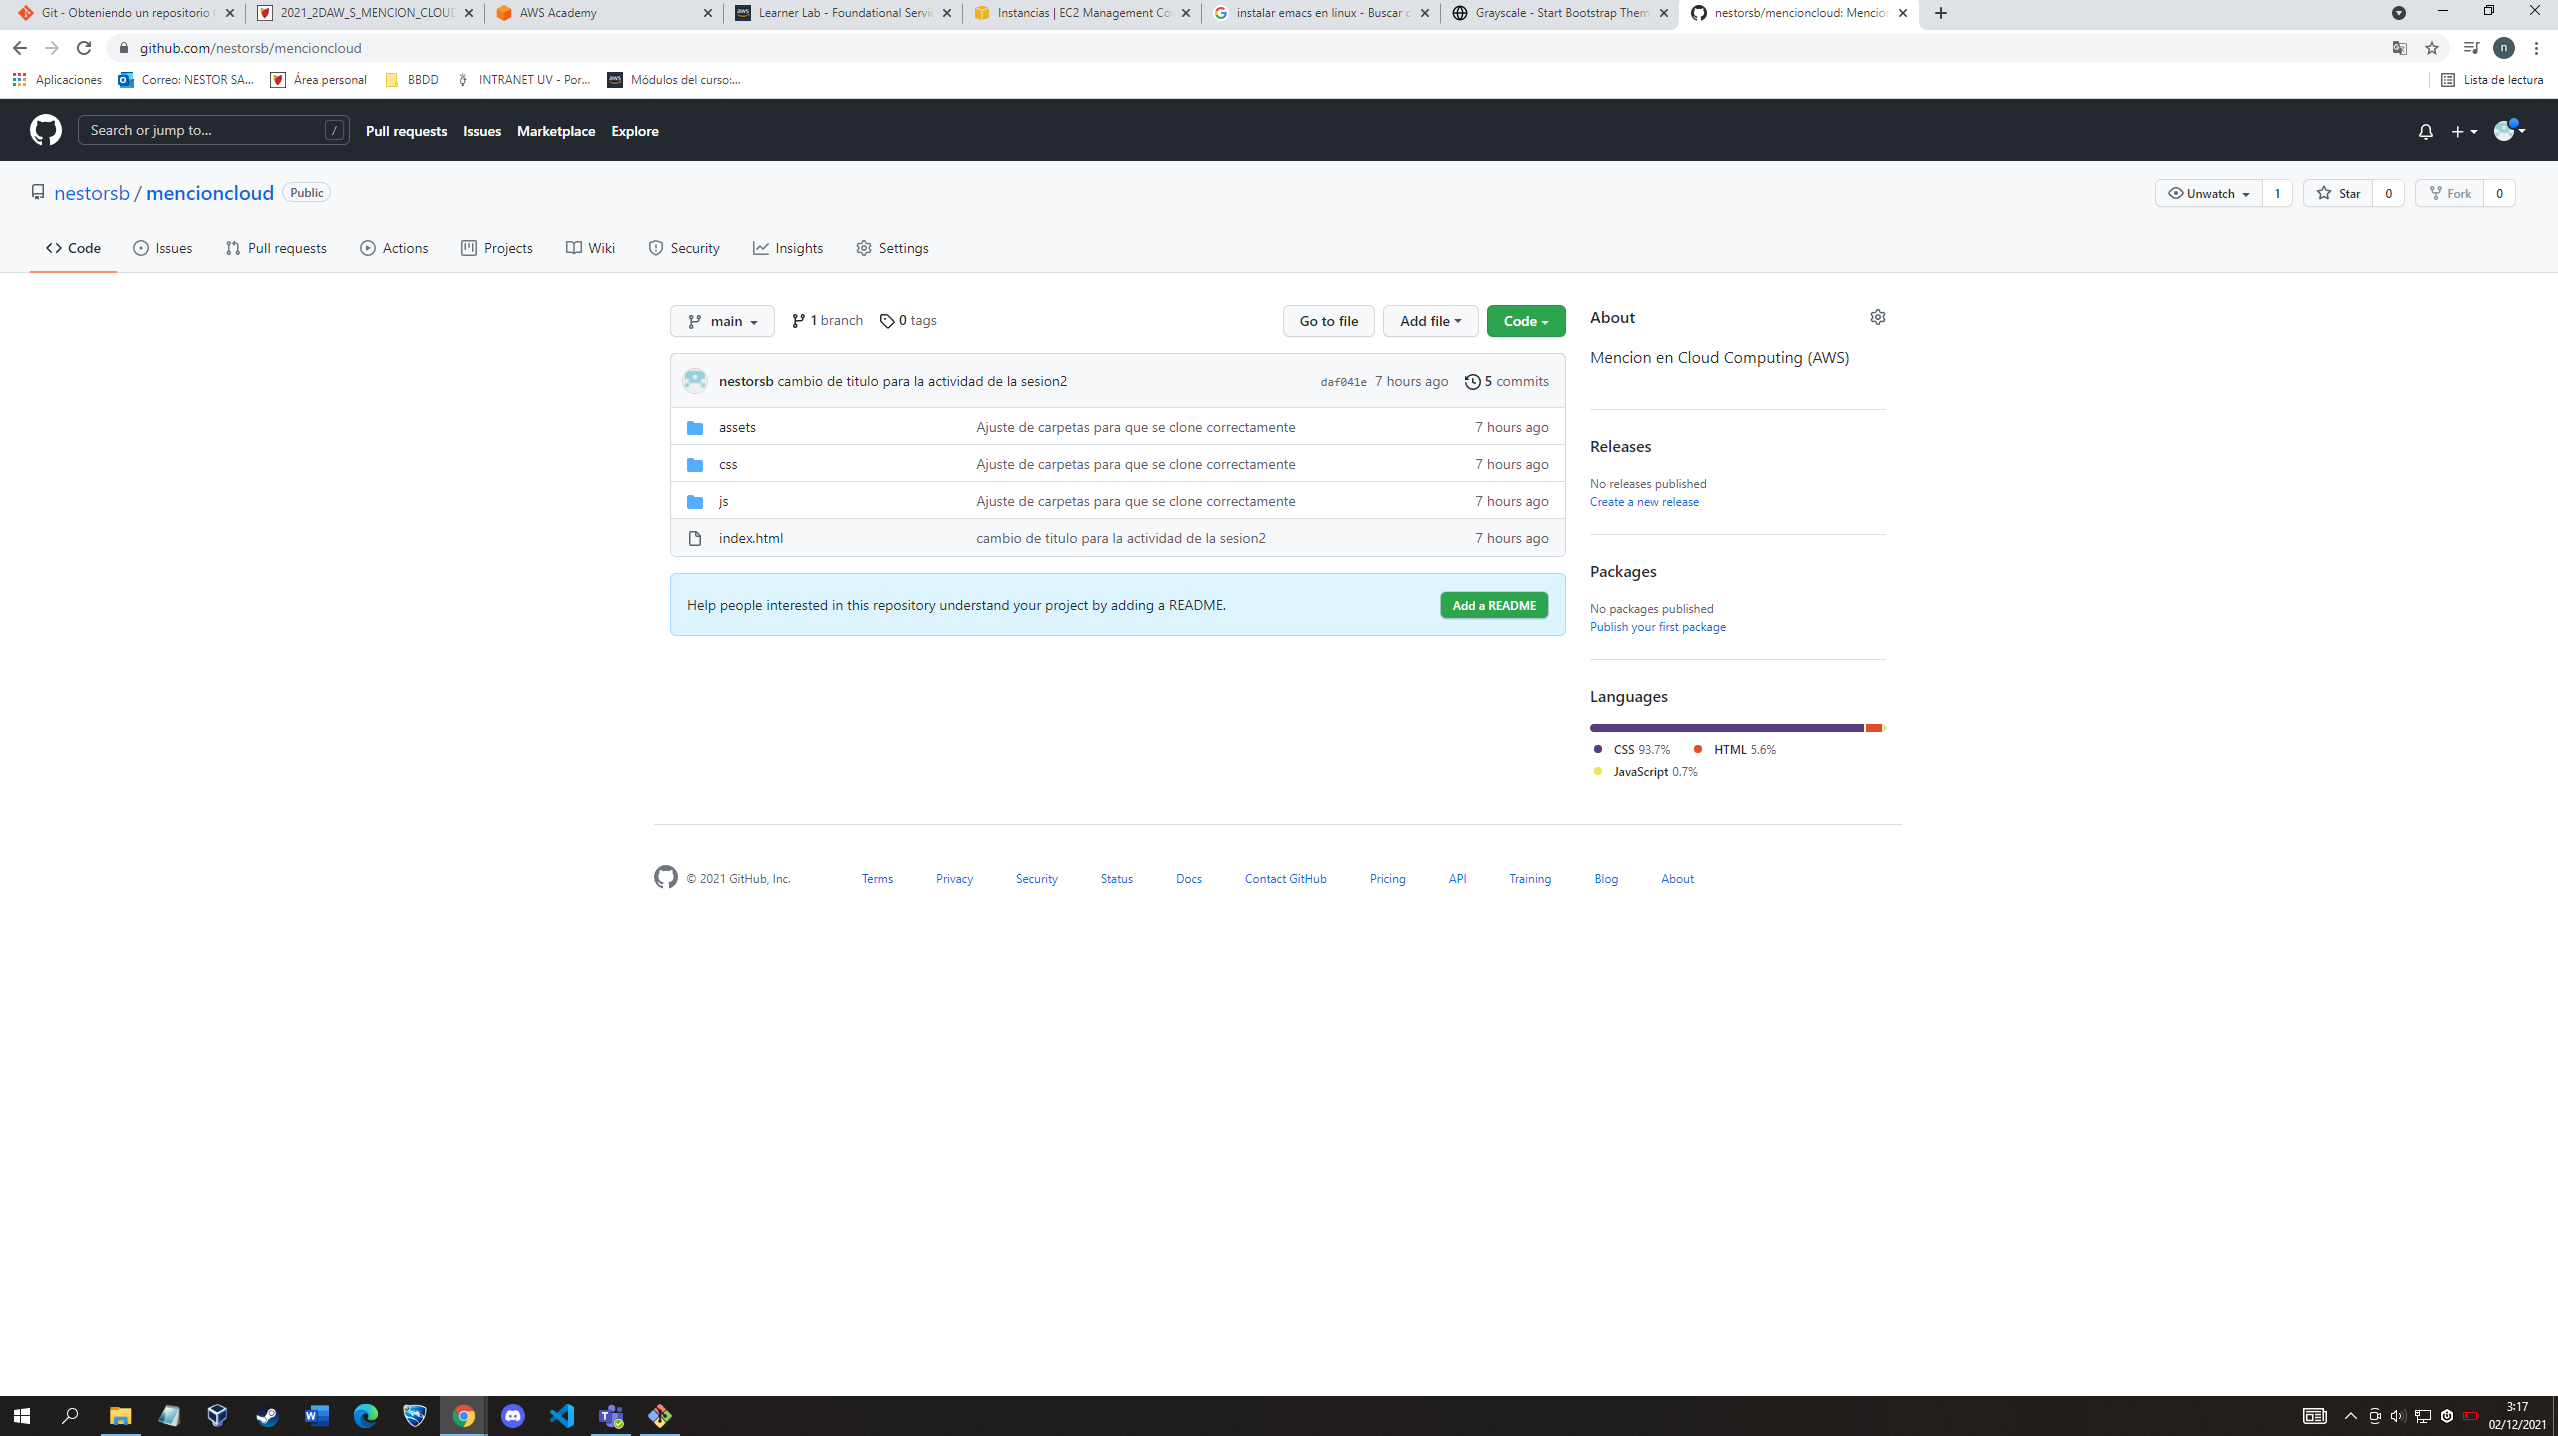 Git - Obteniendo un repositorio
2021_2DAW_S_MENCION_CLOUD
AWS Academy
Learner Lab - Foundational Servic
Instancias | EC2 Management Co
instalar emacs en linux - Buscar
Grayscale - Start Bootstrap Them
nestorsb/mencioncloud: Mencion
github.com/nestorsb/mencioncloud
n
Aplicaciones
Correo: NESTOR SA...
Área personal
BBDD
INTRANET UV - Por...
Módulos del curso:...
Lista de lectura
Search or jump to...
/
Pull requests
Issues
Marketplace
Explore
nestorsb / mencioncloud
Public
Unwatch
1
Star
0
Fork
0
Code
Issues
Pull requests
Actions
Projects
Wiki
Security
Insights
Settings
main
1 branch
0 tags
Go to file
Add file
Code
nestorsb cambio de titulo para la actividad de la sesion2
daf041e 7 hours ago
5 commits
assets
Ajuste de carpetas para que se clone correctamente
7 hours ago
css
Ajuste de carpetas para que se clone correctamente
7 hours ago
js
Ajuste de carpetas para que se clone correctamente
7 hours ago
index.html
cambio de titulo para la actividad de la sesion2
7 hours ago
Help people interested in this repository understand your project by adding a README.
Add a README
About
Mencion en Cloud Computing (AWS)
Releases
No releases published
Create a new release
Packages
No packages published
Publish your first package
Languages
CSS 93.7%
HTML 5.6%
JavaScript 0.7%
© 2021 GitHub, Inc.
Terms
Privacy
Security
Status
Docs
Contact GitHub
Pricing
API
Training
Blog
About
3:17
02/12/2021